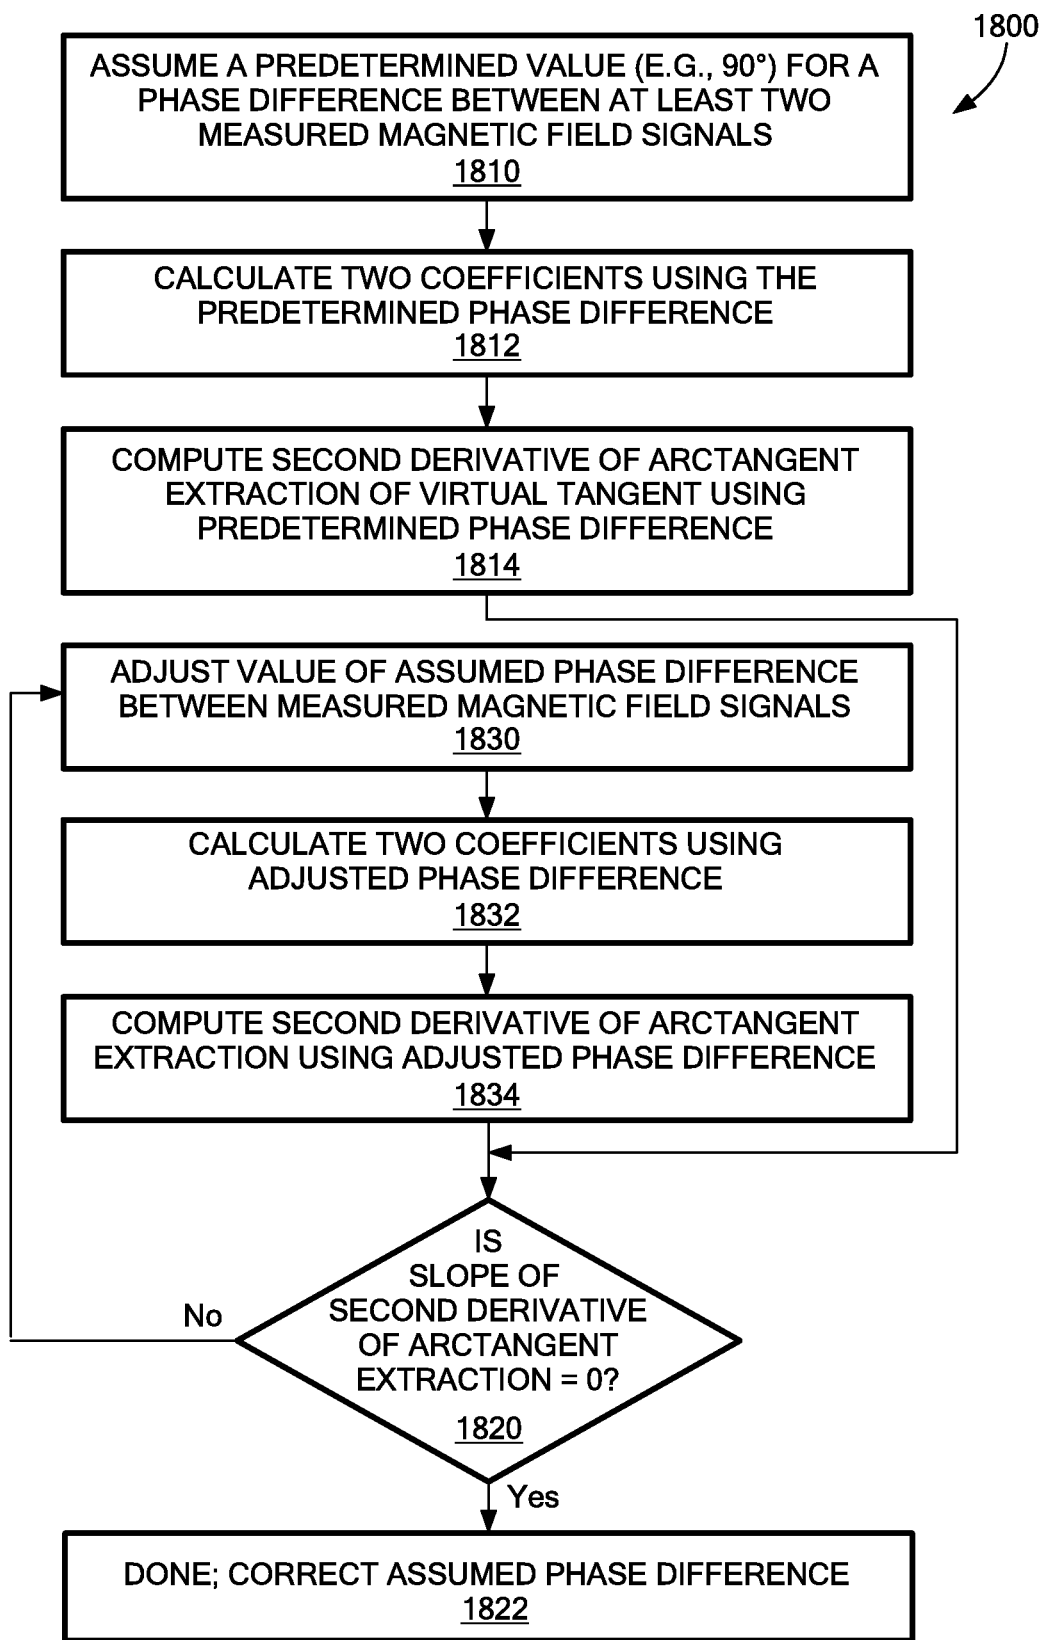 1800
ASSUME A PREDETERMINED VALUE (E.G., 90°) FOR A
PHASE DIFFERENCE BETWEEN AT LEAST TWO
MEASURED MAGNETIC FIELD SIGNALS
1810
CALCULATE TWO COEFFICIENTS USING THE
PREDETERMINED PHASE DIFFERENCE
1812
COMPUTE SECOND DERIVATIVE OF ARCTANGENT
EXTRACTION OF VIRTUAL TANGENT USING
PREDETERMINED PHASE DIFFERENCE
1814
ADJUST VALUE OF ASSUMED PHASE DIFFERENCE
BETWEEN MEASURED MAGNETIC FIELD SIGNALS
1830
CALCULATE TWO COEFFICIENTS USING
ADJUSTED PHASE DIFFERENCE
1832
COMPUTE SECOND DERIVATIVE OF ARCTANGENT
EXTRACTION USING ADJUSTED PHASE DIFFERENCE
1834
IS
SLOPE OF
SECOND DERIVATIVE
OF ARCTANGENT
EXTRACTION = 0?
1820
No
Yes
DONE; CORRECT ASSUMED PHASE DIFFERENCE
1822